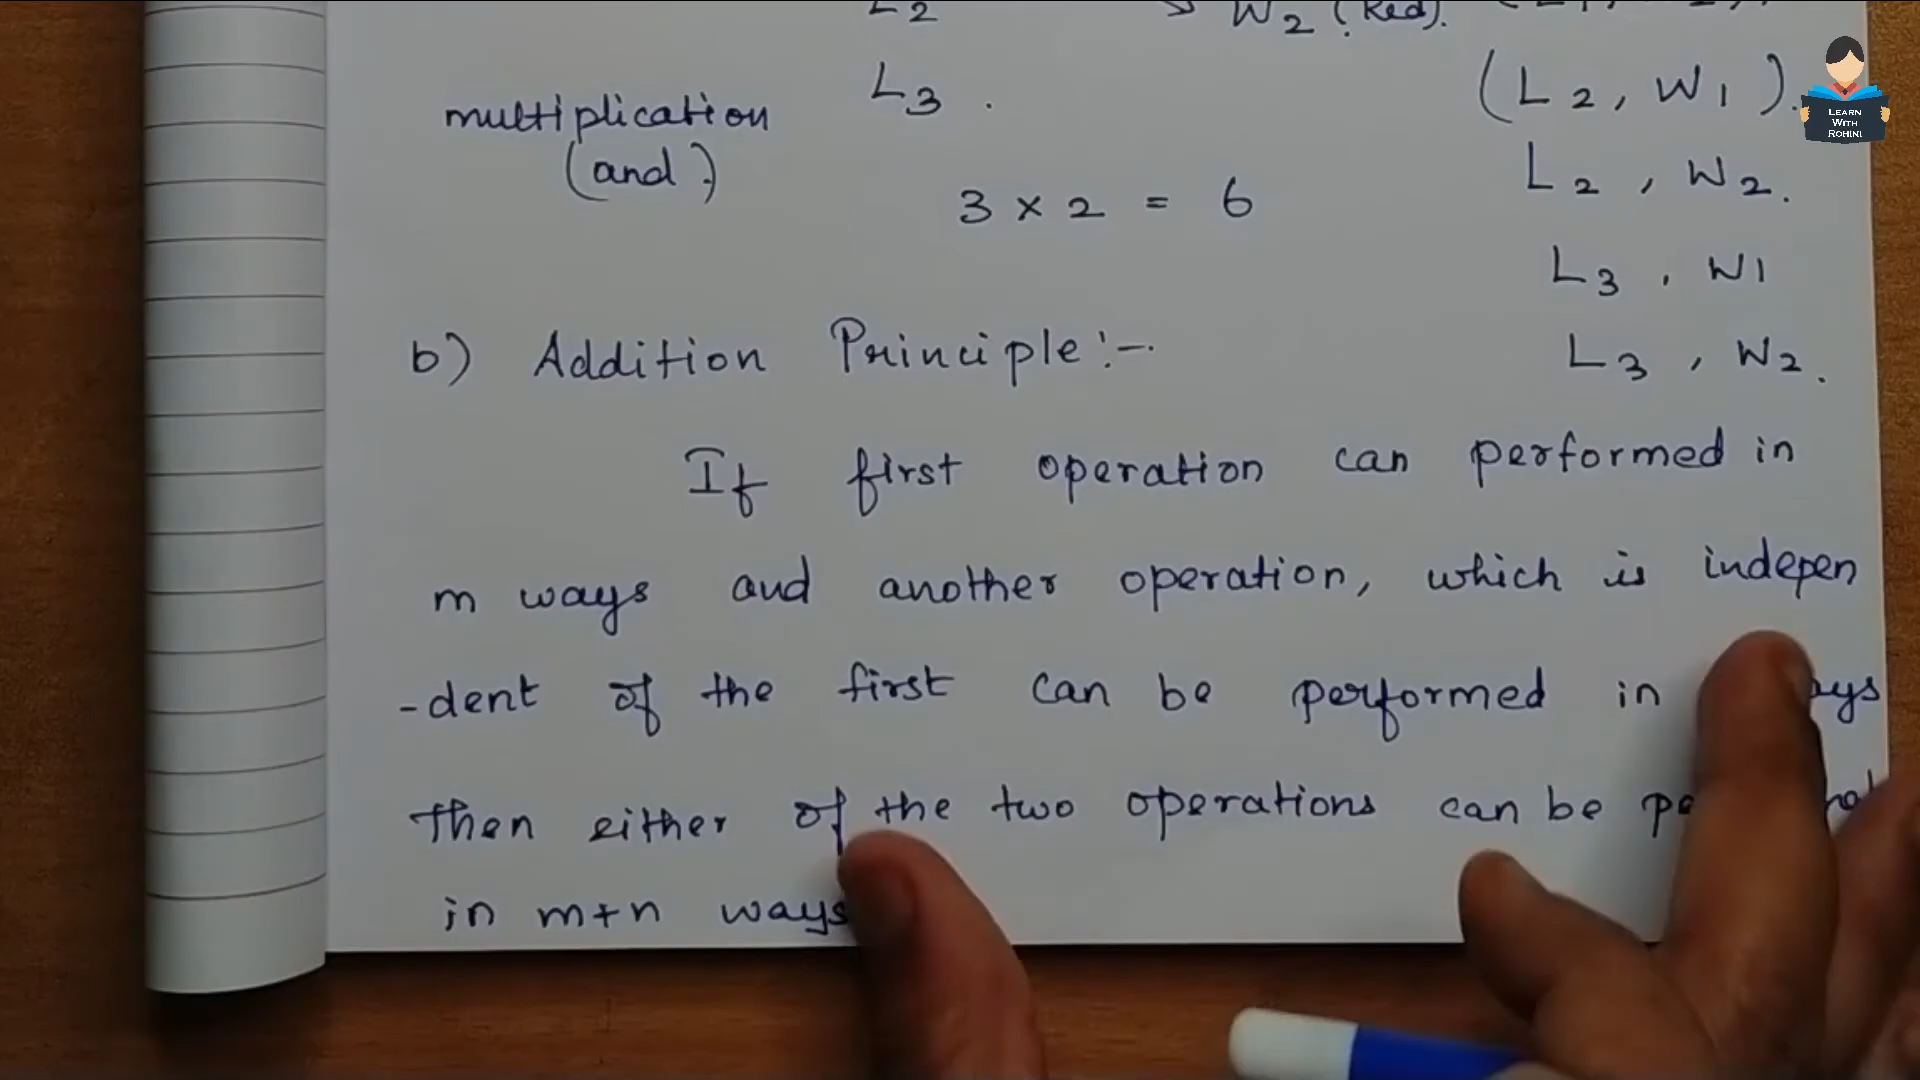 L2 → W2 (Red).
L3 . (L2, W1).
multiplication
(and)
L2 , W2.
3 × 2 = 6
L3 , W1
b) Addition Principle:-
L3 , W2.
If first operation can performed in
m ways and another operation, which is indepen
-dent of the first can be performed in
then either of the two operations can be
in m+n ways
LEARN
WITH
ROHINI